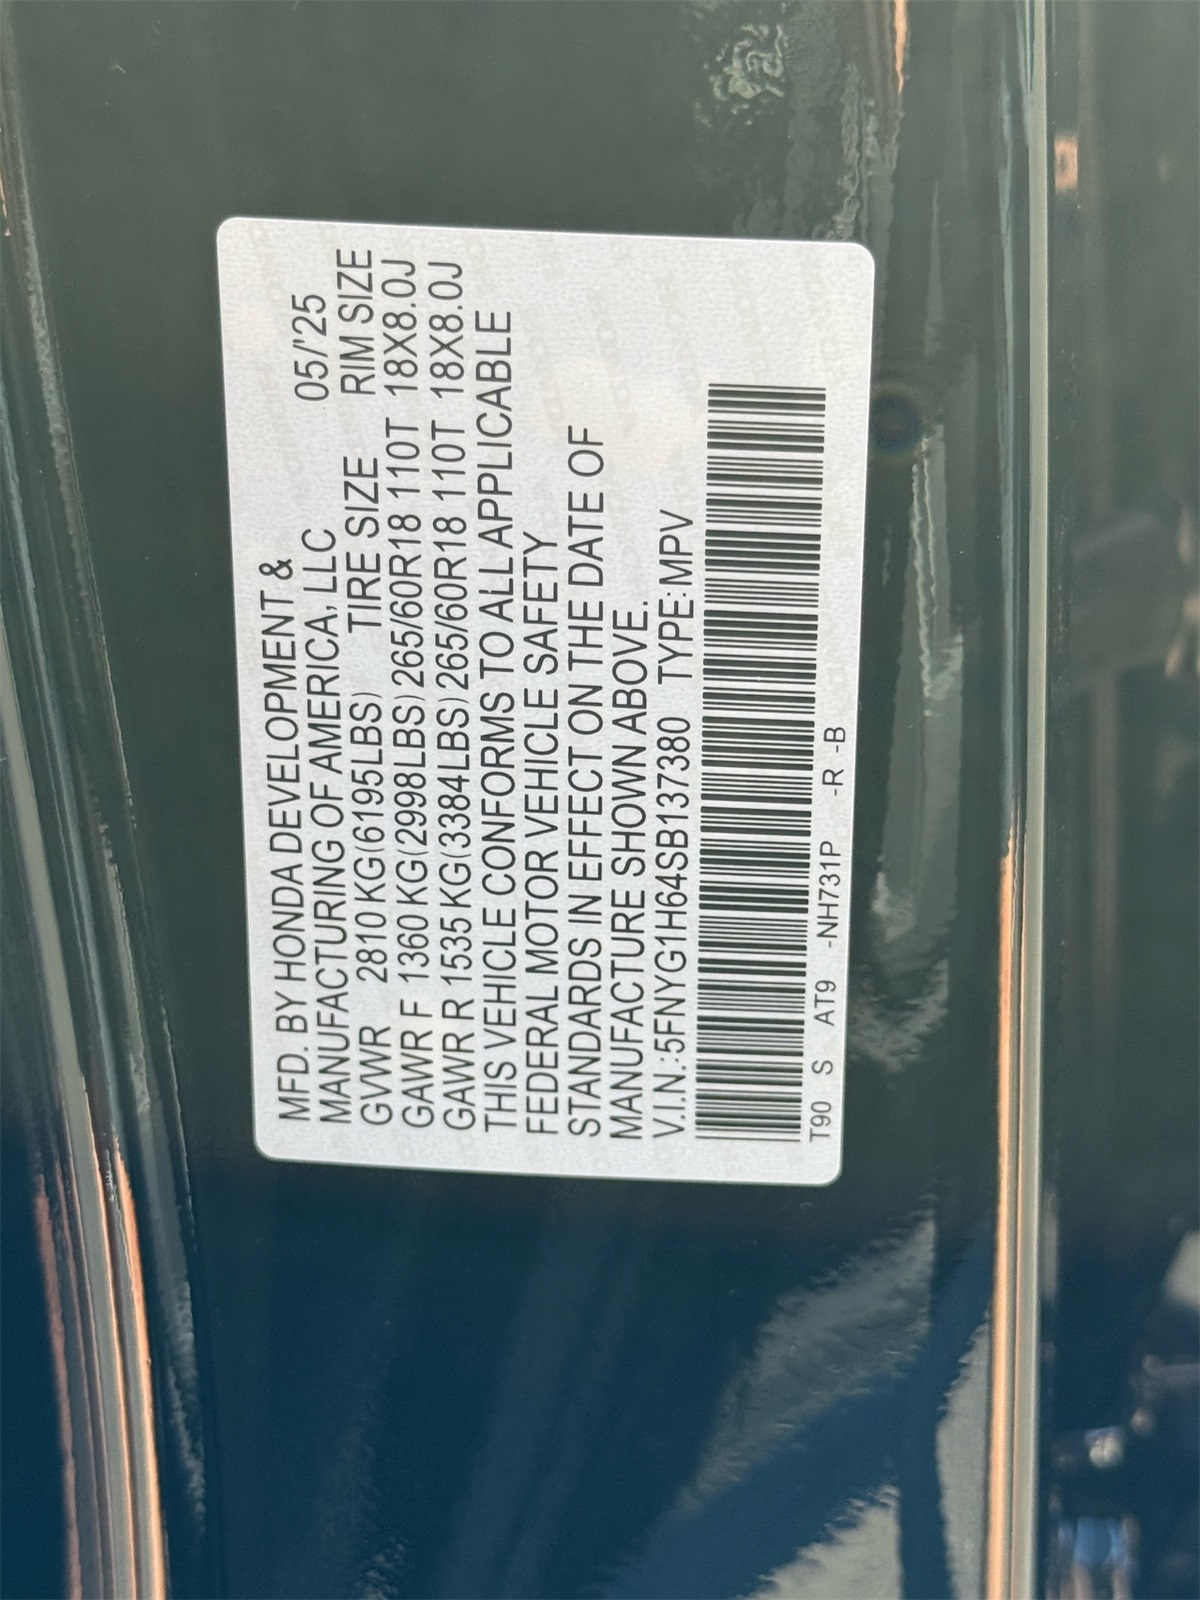 MFD. BY HONDA DEVELOPMENT &
MANUFACTURING OF AMERICA, LLC 05/'25
GVWR 2810 KG(6195LBS) TIRE SIZE RIM SIZE
GAWR F 1360 KG(2998LBS) 265/60R18 110T 18X8.0J
GAWR R 1535 KG(3384LBS) 265/60R18 110T 18X8.0J
THIS VEHICLE CONFORMS TO ALL APPLICABLE
FEDERAL MOTOR VEHICLE SAFETY
STANDARDS IN EFFECT ON THE DATE OF
MANUFACTURE SHOWN ABOVE.
V.I.N.:5FNYG1H64SB137380 TYPE:MPV
T90 S AT9 -NH731P -R -B